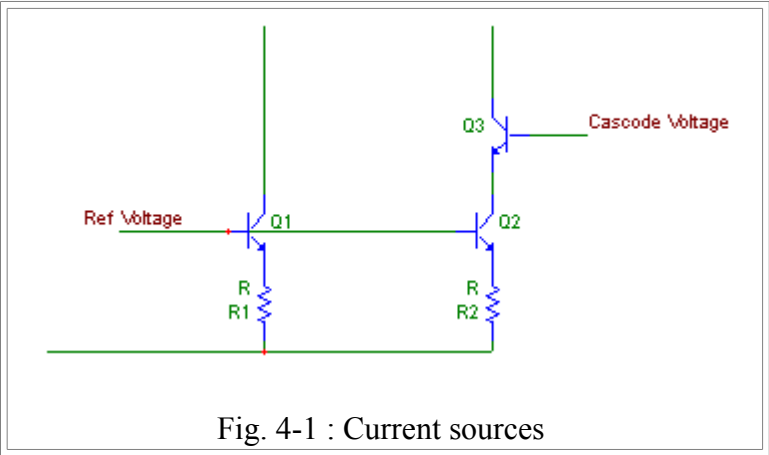 Q3
Cascode Voltage
Ref Voltage
Q1
Q2
R
R1
R
R2
Fig. 4-1 : Current sources